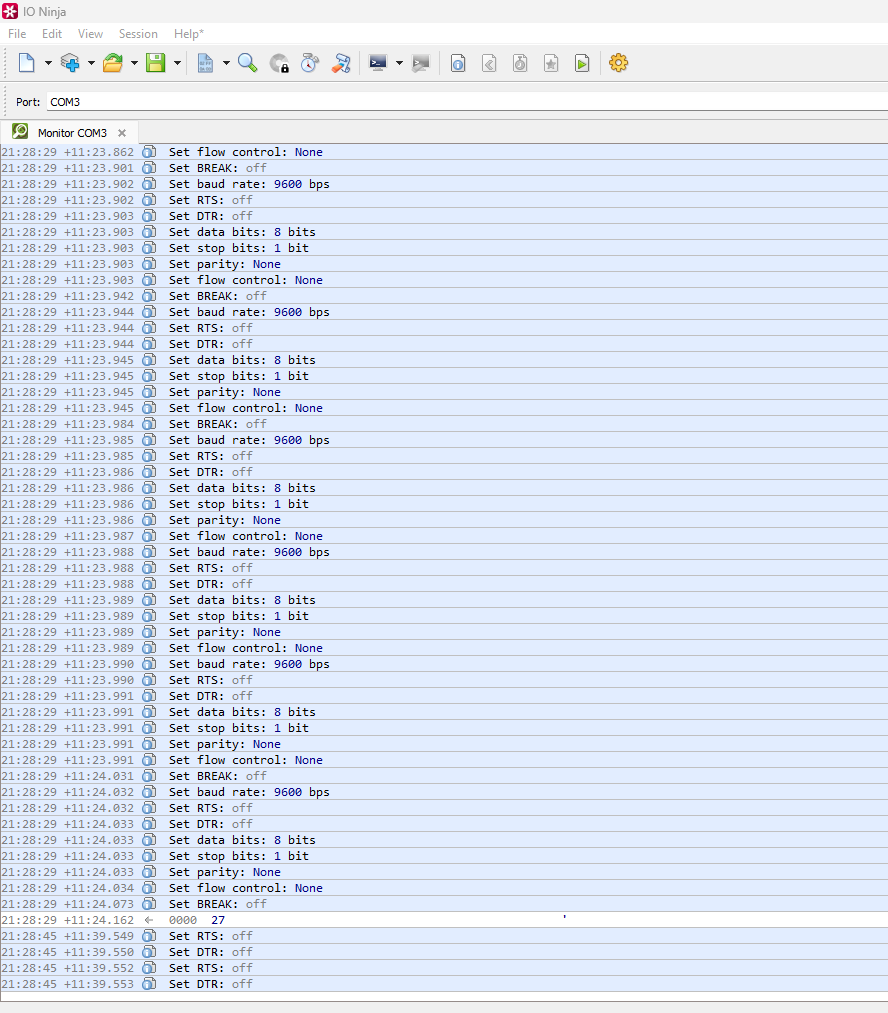 IO Ninja
File Edit View Session Help*
Port: COM3
Monitor COM3
21:28:29 +11:23.862 Set flow control: None
21:28:29 +11:23.901 Set BREAK: off
21:28:29 +11:23.902 Set baud rate: 9600 bps
21:28:29 +11:23.902 Set RTS: off
21:28:29 +11:23.903 Set DTR: off
21:28:29 +11:23.903 Set data bits: 8 bits
21:28:29 +11:23.903 Set stop bits: 1 bit
21:28:29 +11:23.903 Set parity: None
21:28:29 +11:23.903 Set flow control: None
21:28:29 +11:23.942 Set BREAK: off
21:28:29 +11:23.944 Set baud rate: 9600 bps
21:28:29 +11:23.944 Set RTS: off
21:28:29 +11:23.944 Set DTR: off
21:28:29 +11:23.945 Set data bits: 8 bits
21:28:29 +11:23.945 Set stop bits: 1 bit
21:28:29 +11:23.945 Set parity: None
21:28:29 +11:23.945 Set flow control: None
21:28:29 +11:23.984 Set BREAK: off
21:28:29 +11:23.985 Set baud rate: 9600 bps
21:28:29 +11:23.985 Set RTS: off
21:28:29 +11:23.986 Set DTR: off
21:28:29 +11:23.986 Set data bits: 8 bits
21:28:29 +11:23.986 Set stop bits: 1 bit
21:28:29 +11:23.986 Set parity: None
21:28:29 +11:23.987 Set flow control: None
21:28:29 +11:23.988 Set baud rate: 9600 bps
21:28:29 +11:23.988 Set RTS: off
21:28:29 +11:23.988 Set DTR: off
21:28:29 +11:23.989 Set data bits: 8 bits
21:28:29 +11:23.989 Set stop bits: 1 bit
21:28:29 +11:23.989 Set parity: None
21:28:29 +11:23.989 Set flow control: None
21:28:29 +11:23.990 Set baud rate: 9600 bps
21:28:29 +11:23.990 Set RTS: off
21:28:29 +11:23.991 Set DTR: off
21:28:29 +11:23.991 Set data bits: 8 bits
21:28:29 +11:23.991 Set stop bits: 1 bit
21:28:29 +11:23.991 Set parity: None
21:28:29 +11:23.991 Set flow control: None
21:28:29 +11:24.031 Set BREAK: off
21:28:29 +11:24.032 Set baud rate: 9600 bps
21:28:29 +11:24.032 Set RTS: off
21:28:29 +11:24.033 Set DTR: off
21:28:29 +11:24.033 Set data bits: 8 bits
21:28:29 +11:24.033 Set stop bits: 1 bit
21:28:29 +11:24.033 Set parity: None
21:28:29 +11:24.034 Set flow control: None
21:28:29 +11:24.073 Set BREAK: off
21:28:29 +11:24.162 ← 0000 27 '
21:28:45 +11:39.549 Set RTS: off
21:28:45 +11:39.550 Set DTR: off
21:28:45 +11:39.552 Set RTS: off
21:28:45 +11:39.553 Set DTR: off